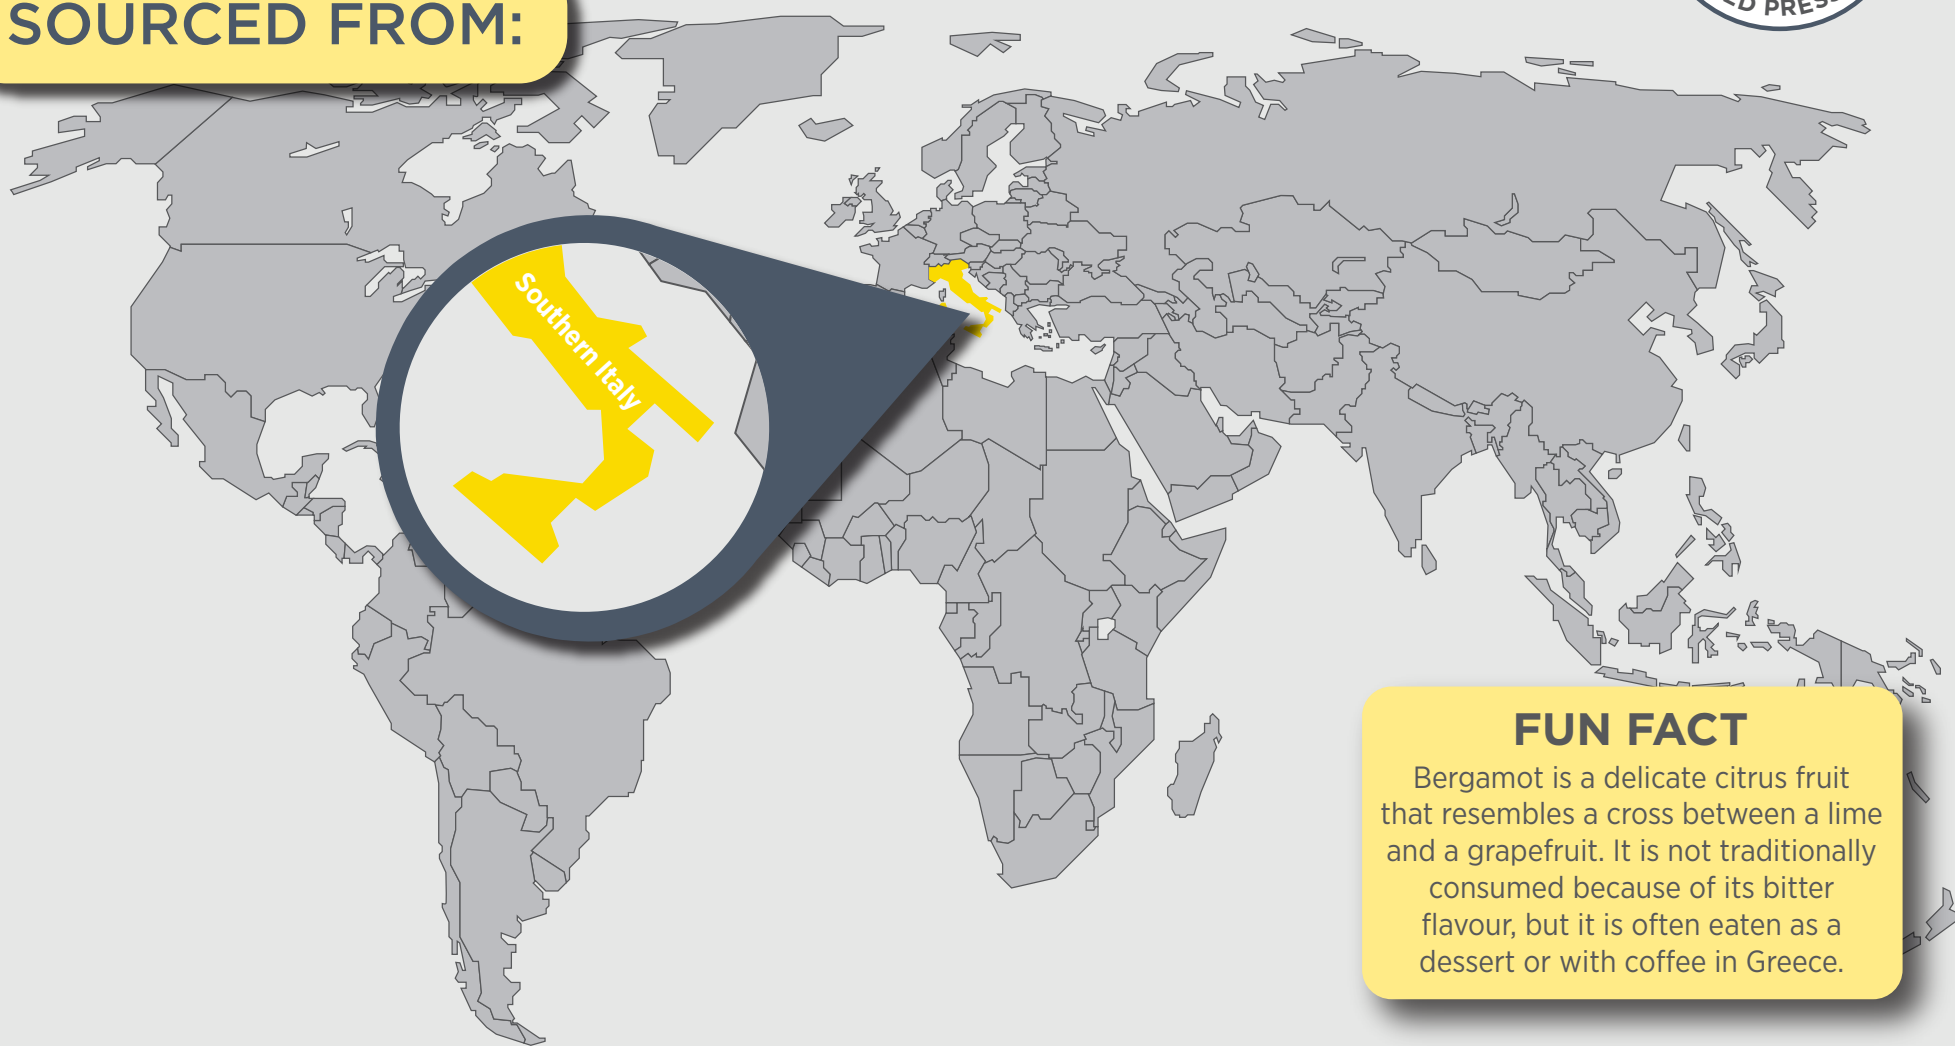 SOURCED FROM:
PRES
Southern Italy
FUN FACT
Bergamot is a delicate citrus fruit
that resembles a cross between a lime
and a grapefruit. It is not traditionally
consumed because of its bitter
flavour, but it is often eaten as a
dessert or with coffee in Greece.